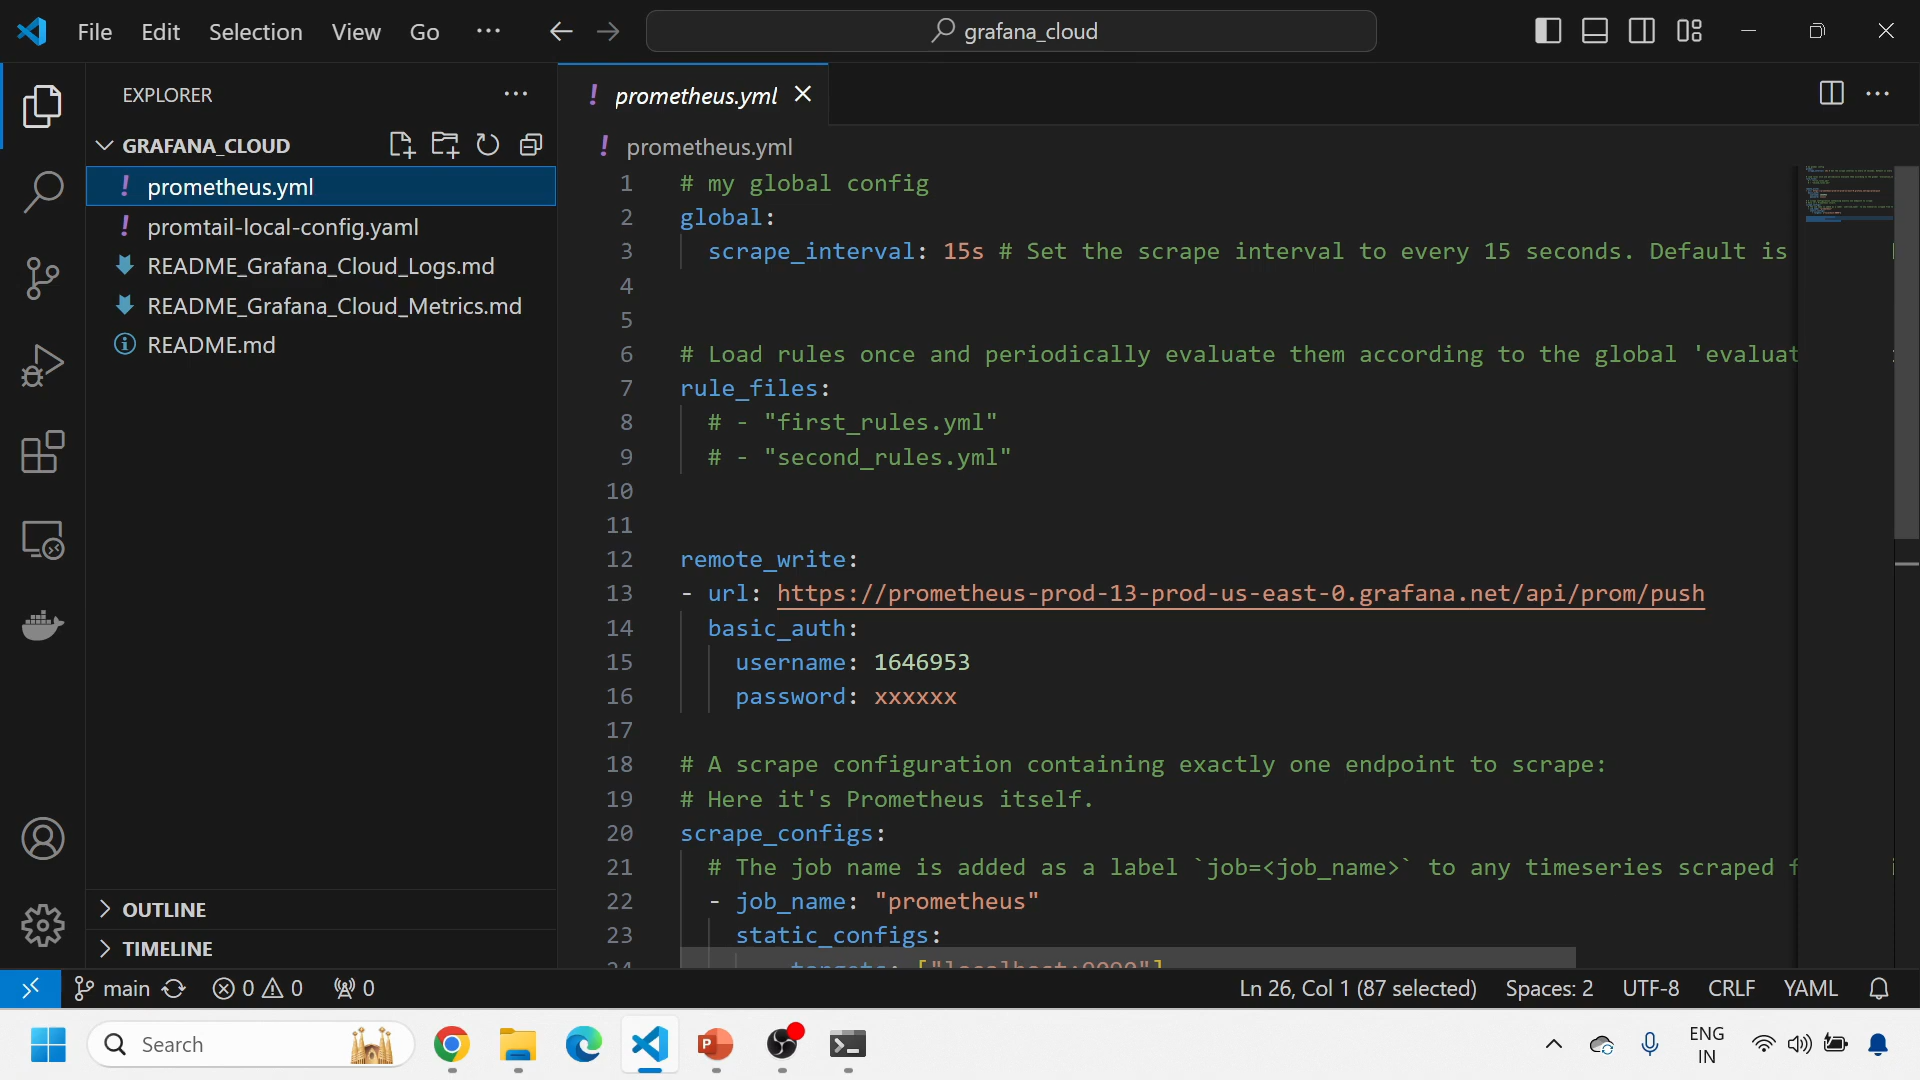 File Edit Selection View Go ... grafana_cloud
EXPLORER
GRAFANA_CLOUD
! prometheus.yml
! promtail-local-config.yaml
README_Grafana_Cloud_Logs.md
README_Grafana_Cloud_Metrics.md
README.md
OUTLINE
TIMELINE
! prometheus.yml
! prometheus.yml
1 # my global config
2 global:
3 scrape_interval: 15s # Set the scrape interval to every 15 seconds. Default is
4
5
6 # Load rules once and periodically evaluate them according to the global 'evaluat
7 rule_files:
8 # - "first_rules.yml"
9 # - "second_rules.yml"
10
11
12 remote_write:
13 - url: https://prometheus-prod-13-prod-us-east-0.grafana.net/api/prom/push
14 basic_auth:
15 username: 1646953
16 password: xxxxxx
17
18 # A scrape configuration containing exactly one endpoint to scrape:
19 # Here it's Prometheus itself.
20 scrape_configs:
21 # The job name is added as a label `job=<job_name>` to any timeseries scraped f
22 - job_name: "prometheus"
23 static_configs:
main 0 0 0 Ln 26, Col 1 (87 selected) Spaces: 2 UTF-8 CRLF YAML
Search ENG
IN